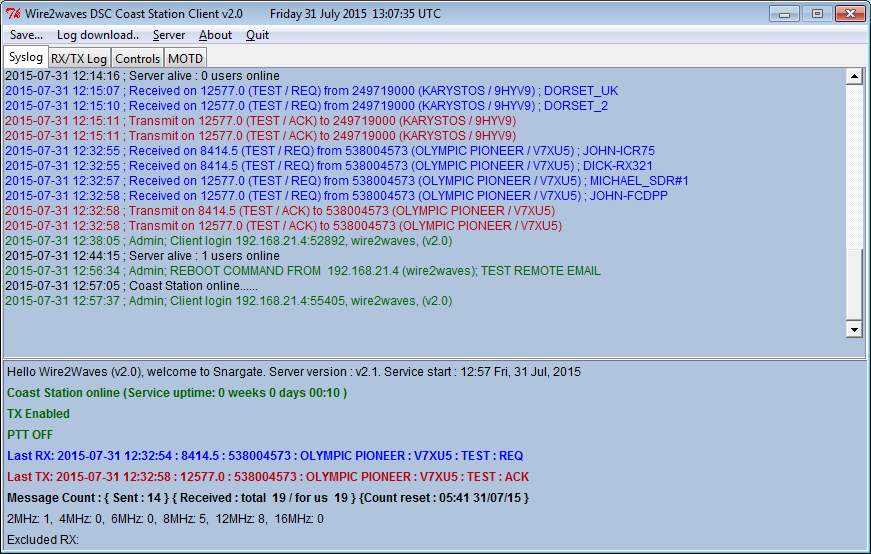 Wire2waves DSC Coast Station Client v2.0 Friday 31 July 2015 13:07:35 UTC
Save... Log download.. Server About Quit
Syslog RX/TX Log Controls MOTD
2015-07-31 12:14:16 ; Server alive : 0 users online
2015-07-31 12:15:07 ; Received on 12577.0 (TEST / REQ) from 249719000 (KARYSTOS / 9HYV9) ; DORSET_UK
2015-07-31 12:15:10 ; Received on 12577.0 (TEST / REQ) from 249719000 (KARYSTOS / 9HYV9) ; DORSET_2
2015-07-31 12:15:11 ; Transmit on 12577.0 (TEST / ACK) to 249719000 (KARYSTOS / 9HYV9)
2015-07-31 12:15:11 ; Transmit on 12577.0 (TEST / ACK) to 249719000 (KARYSTOS / 9HYV9)
2015-07-31 12:32:55 ; Received on 8414.5 (TEST / REQ) from 538004573 (OLYMPIC PIONEER / V7XU5) ; JOHN-ICR75
2015-07-31 12:32:55 ; Received on 8414.5 (TEST / REQ) from 538004573 (OLYMPIC PIONEER / V7XU5) ; DICK-RX321
2015-07-31 12:32:57 ; Received on 12577.0 (TEST / REQ) from 538004573 (OLYMPIC PIONEER / V7XU5) ; MICHAEL_SDR#1
2015-07-31 12:32:58 ; Received on 12577.0 (TEST / REQ) from 538004573 (OLYMPIC PIONEER / V7XU5) ; JOHN-FCDPP
2015-07-31 12:32:58 ; Transmit on 8414.5 (TEST / ACK) to 538004573 (OLYMPIC PIONEER / V7XU5)
2015-07-31 12:32:58 ; Transmit on 12577.0 (TEST / ACK) to 538004573 (OLYMPIC PIONEER / V7XU5)
2015-07-31 12:38:05 ; Admin; Client login 192.168.21.4:52892, wire2waves, (v2.0)
2015-07-31 12:44:15 ; Server alive : 1 users online
2015-07-31 12:56:34 ; Admin; REBOOT COMMAND FROM 192.168.21.4 (wire2waves); TEST REMOTE EMAIL
2015-07-31 12:57:05 ; Coast Station online......
2015-07-31 12:57:37 ; Admin; Client login 192.168.21.4:55405, wire2waves, (v2.0)
Hello Wire2Waves (v2.0), welcome to Snargate. Server version : v2.1. Service start : 12:57 Fri, 31 Jul, 2015
Coast Station online (Service uptime: 0 weeks 0 days 00:10 )
TX Enabled
PTT OFF
Last RX: 2015-07-31 12:32:54 : 8414.5 : 538004573 : OLYMPIC PIONEER : V7XU5 : TEST : REQ
Last TX: 2015-07-31 12:32:58 : 12577.0 : 538004573 : OLYMPIC PIONEER : V7XU5 : TEST : ACK
Message Count : { Sent : 14 } { Received : total 19 / for us 19 } {Count reset : 05:41 31/07/15 }
2MHz: 1, 4MHz: 0, 6MHz: 0, 8MHz: 5, 12MHz: 8, 16MHz: 0
Excluded RX: